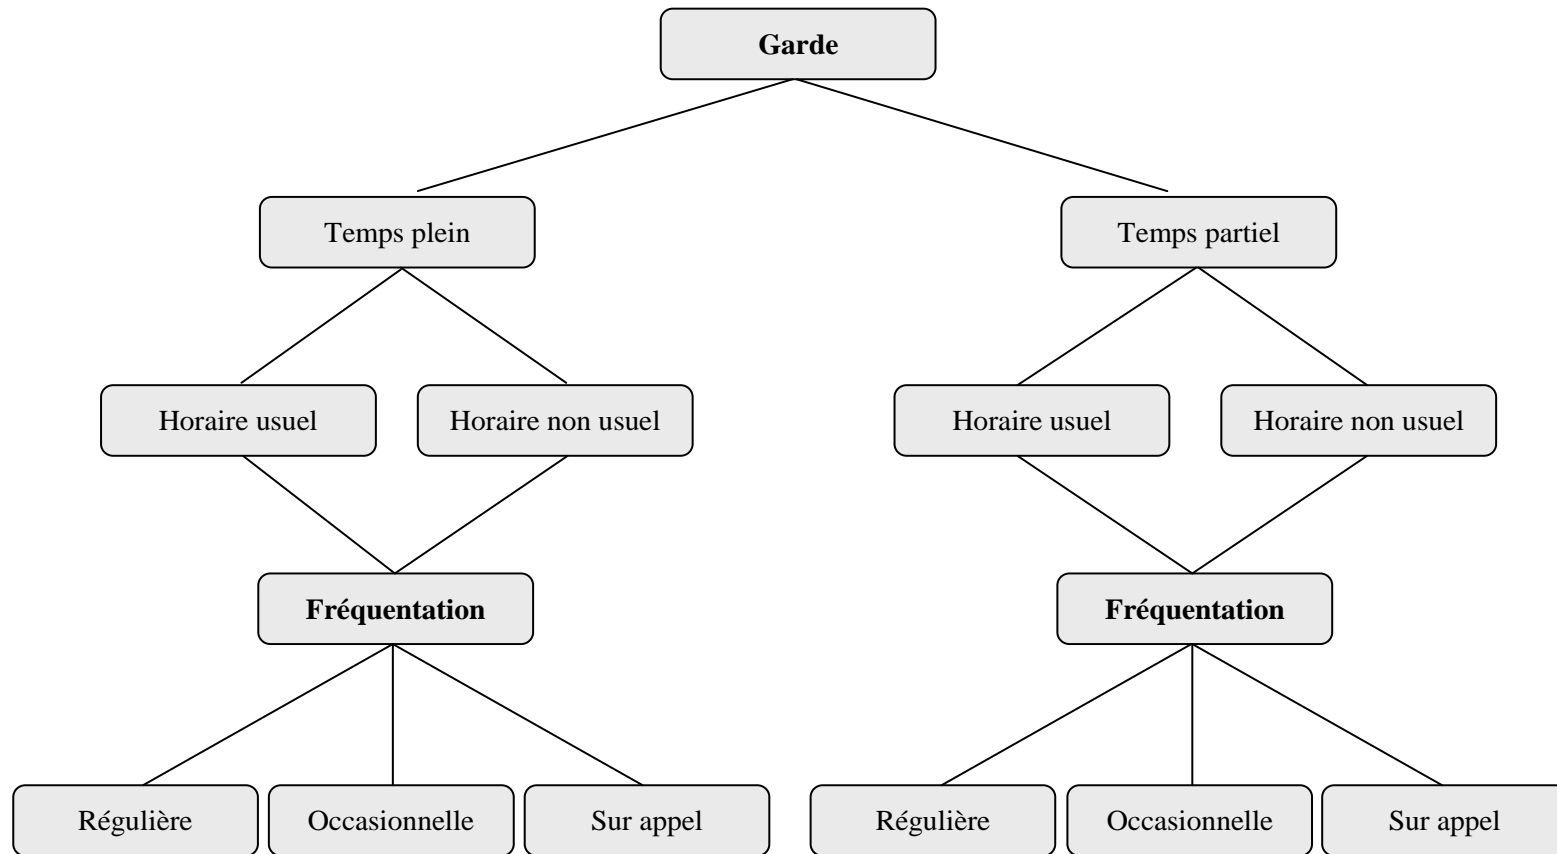 Garde
Temps plein
Temps partiel
Horaire usuel
Horaire non usuel
Horaire usuel
Horaire non usuel
Fréquentation
Fréquentation
Régulière
Occasionnelle
Sur appel
Régulière
Occasionnelle
Sur appel